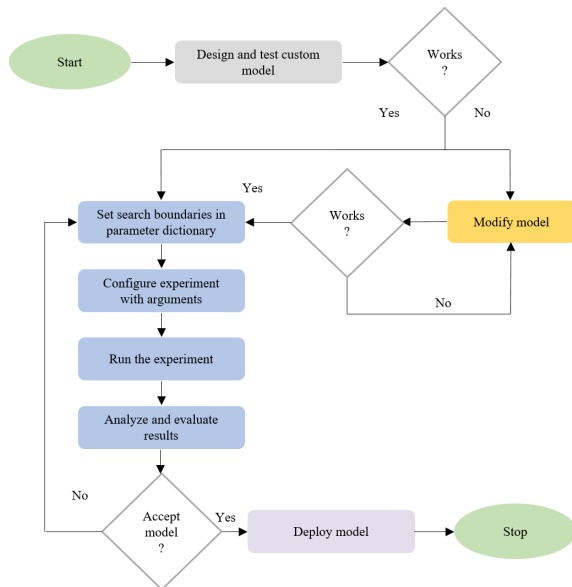 Start
Design and test custom
model
Works
?
Yes
No
Yes
Set search boundaries in
parameter dictionary
Works
?
Modify model
Configure experiment
with arguments
No
Run the experiment
Analyze and evaluate
results
No
Accept
model
?
Yes
Deploy model
Stop